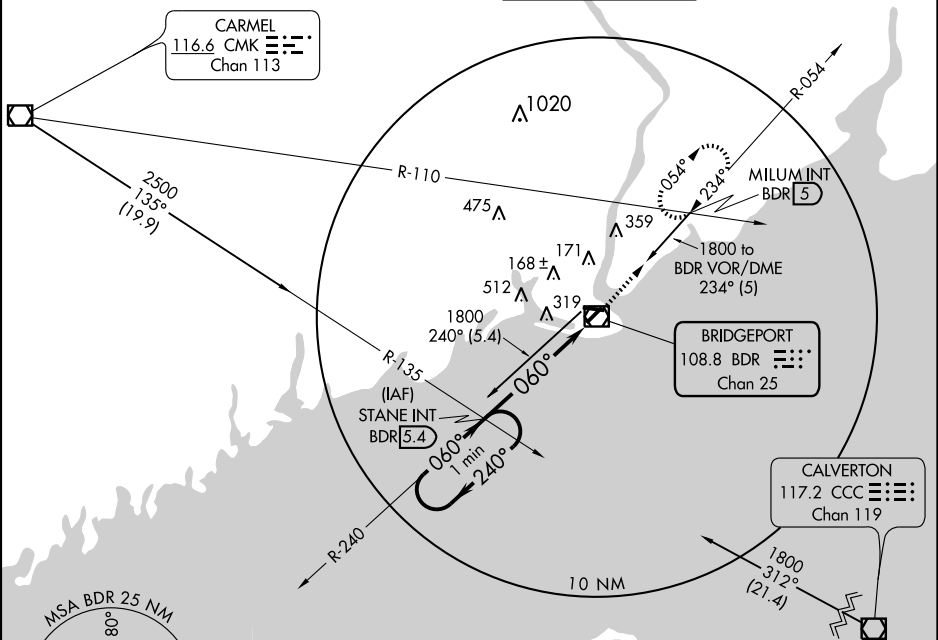 CARMEL
116.6 CMK
Chan 113
1020
R-054
2500
135°
(19.9)
R-110
054°
234°
MILUM INT
BDR 5
475
359
171
168 ±
512
319
1800 to
BDR VOR/DME
234° (5)
1800
240° (5.4)
060°
BRIDGEPORT
108.8 BDR
Chan 25
R-135
(IAF)
STANE INT
BDR 5.4
060°
1 min
240°
CALVERTON
117.2 CCC
Chan 119
R-240
10 NM
1800
312°
(21.4)
MSA BDR 25 NM
80°